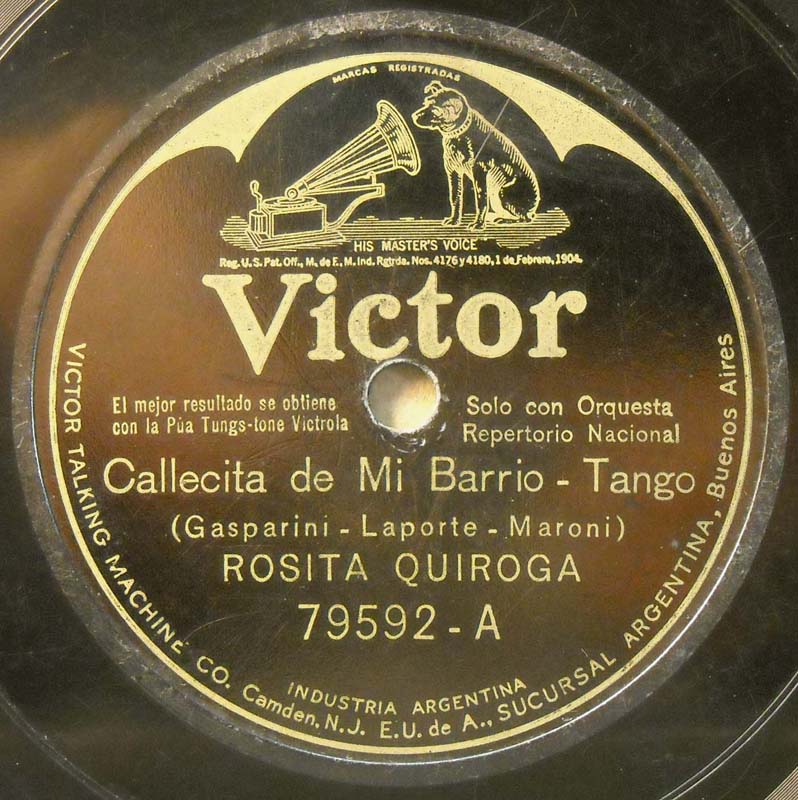 MARCAS REGISTRADAS
HIS MASTER'S VOICE
Reg. U.S. Pat. Off., M. de F., M. Ind. Rgtrda. Nos. 4176 y 4180, 1 de Febrero, 1904.
Victor
El mejor resultado se obtiene
con la Púa Tungs-tone Victrola
Solo con Orquesta
Repertorio Nacional
Callecita de Mi Barrio - Tango
(Gasparini - Laporte - Maroni)
ROSITA QUIROGA
79592 - A
INDUSTRIA ARGENTINA
VICTOR TALKING MACHINE CO. Camden, N.J. E.U. de A., SUCURSAL ARGENTINA, Buenos Aires